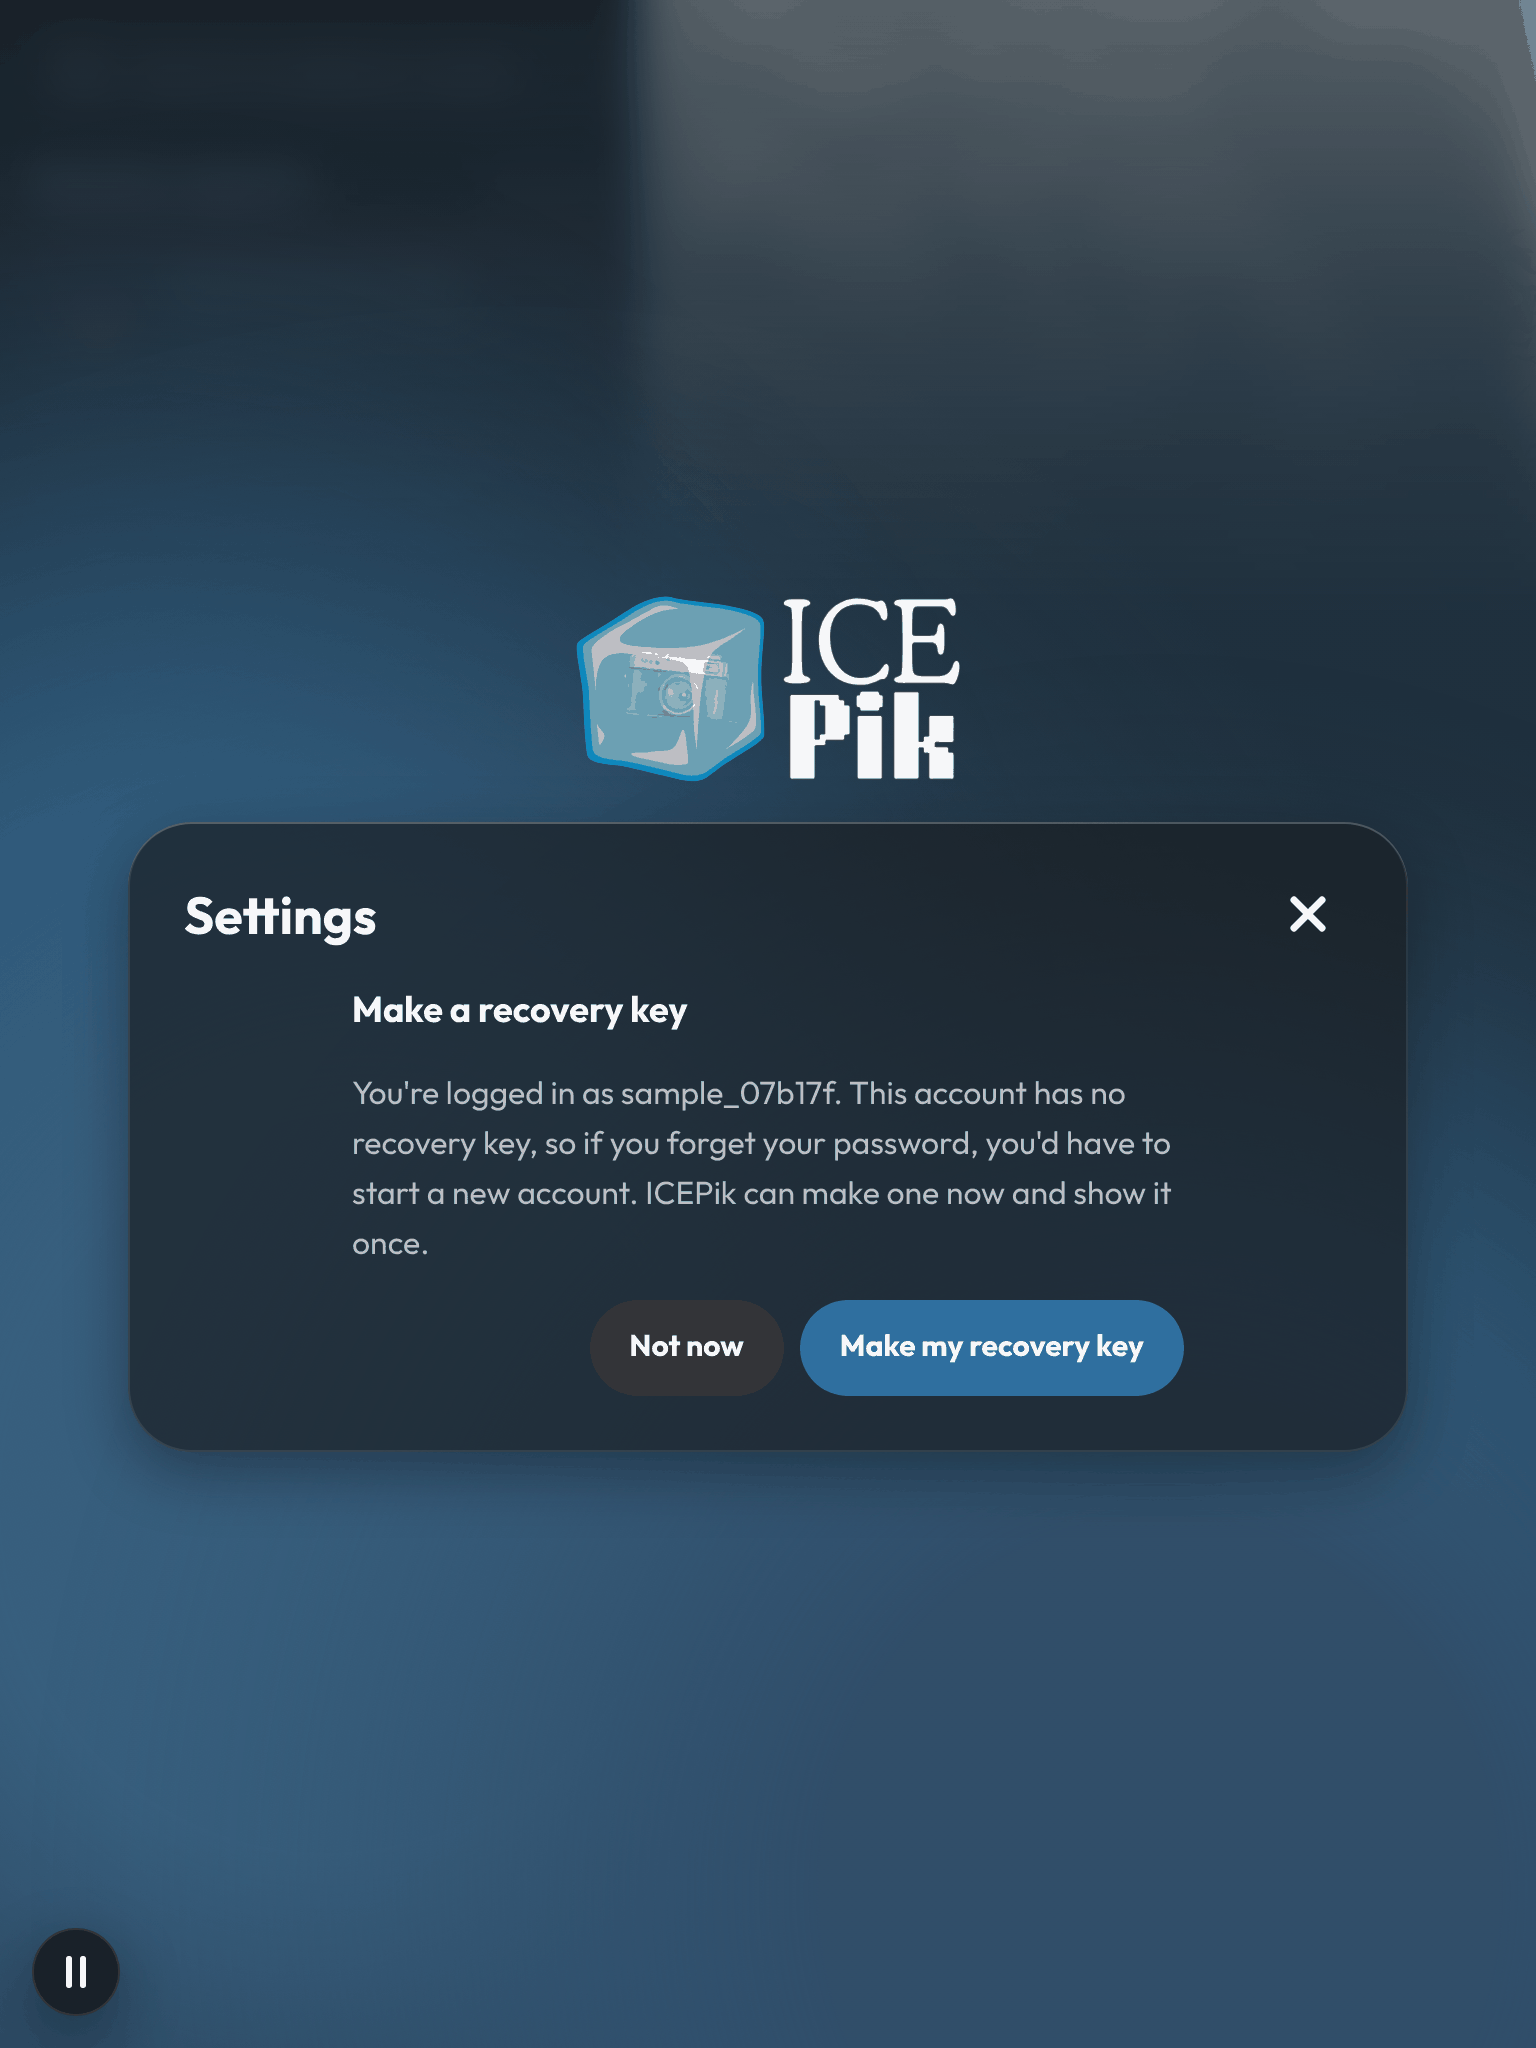 ICE
Pik
Settings
Make a recovery key
You're logged in as sample_07b17f. This account has no
recovery key, so if you forget your password, you'd have to
start a new account. ICEPik can make one now and show it
once.
Not now
Make my recovery key